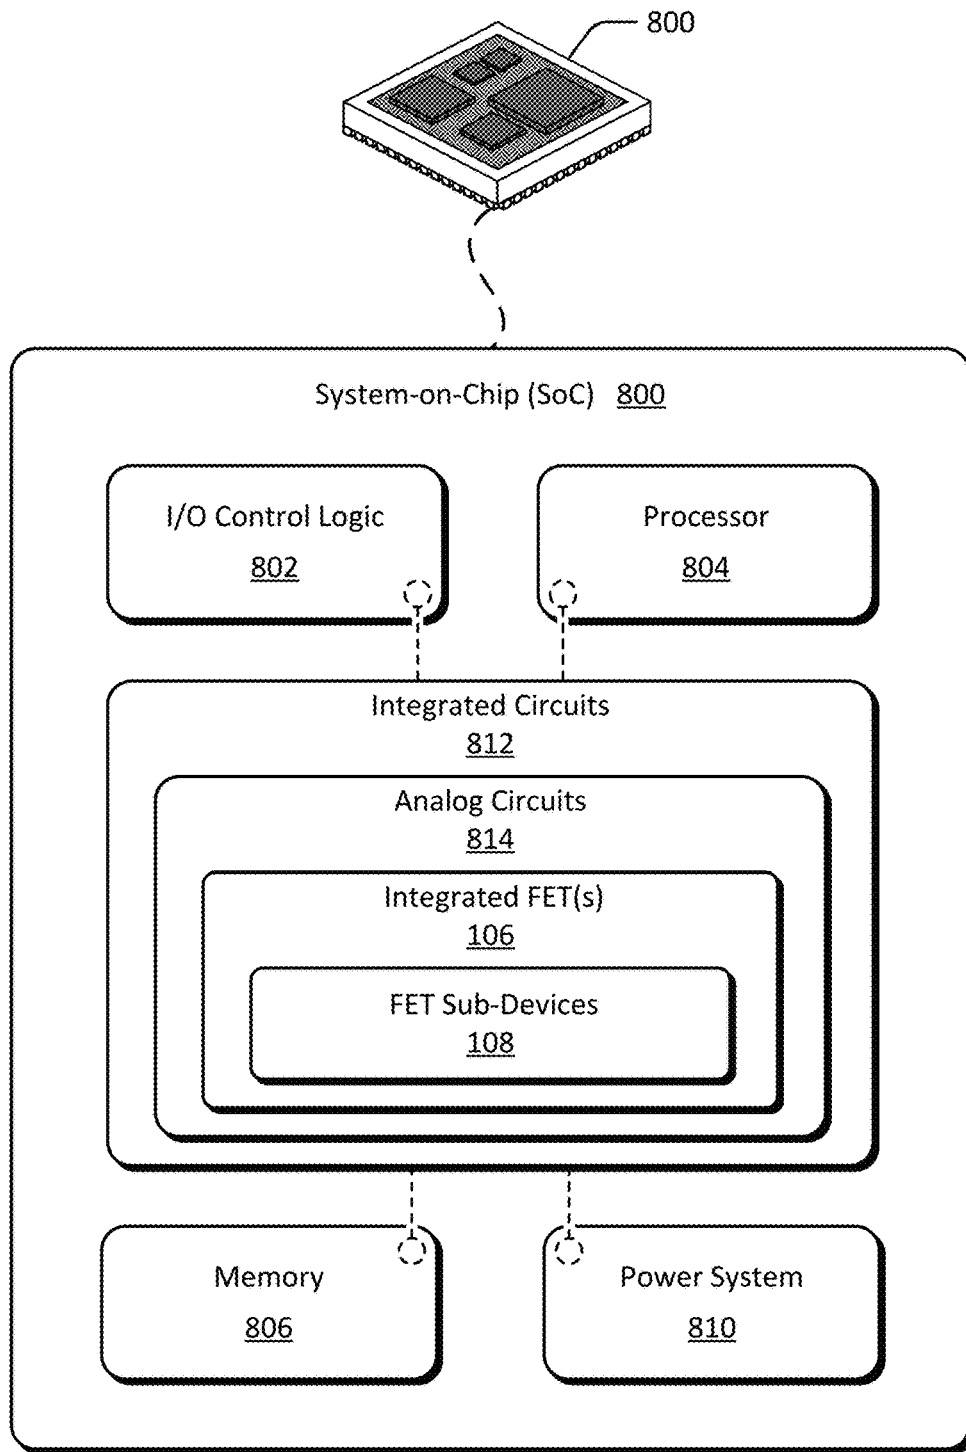 800
System-on-Chip (SoC) 800
I/O Control Logic
802
Processor
804
Integrated Circuits
812
Analog Circuits
814
Integrated FET(s)
106
FET Sub-Devices
108
Memory
806
Power System
810